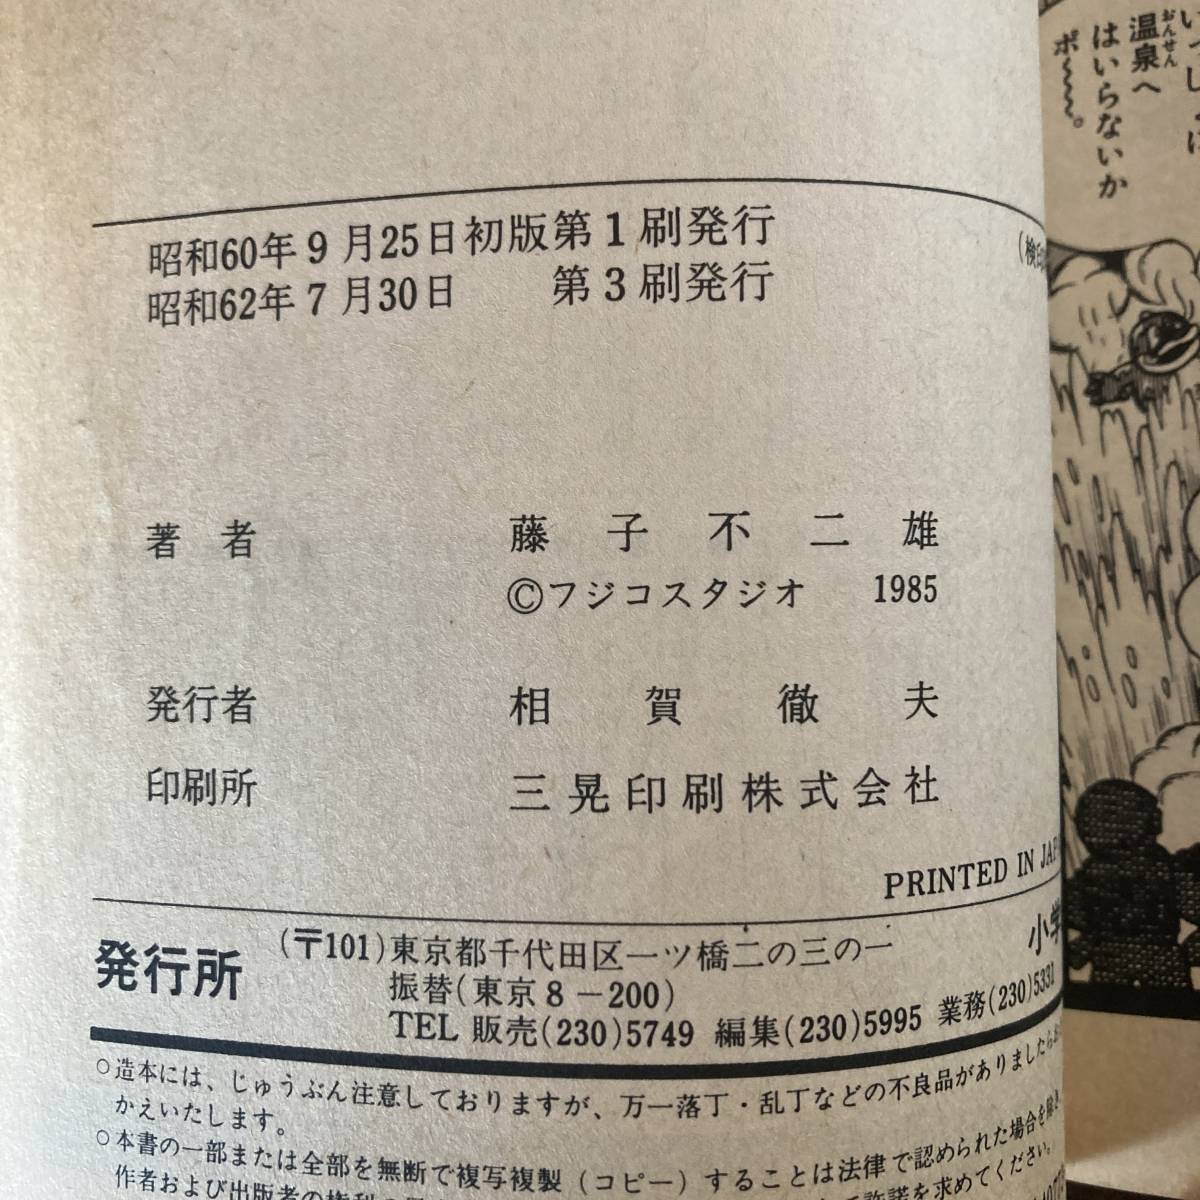 温泉へ
おんせん
はいらないか
ポ〜〜〜。
昭和60年9月25日初版第1刷発行
昭和62年7月30日 第3刷発行
(検印
著者 藤子不二雄
©フジコスタジオ 1985
発行者 相賀徹夫
印刷所 三晃印刷株式会社
PRINTED IN
発行所
(〒101)東京都千代田区一ツ橋二の三の一
小学
振替(東京8-200)
TEL 販売(230)5749 編集(230)5995 業務(230)5331
○造本には、じゅうぶん注意しておりますが、万一落丁・乱丁などの不良品がありましたらお
かえいたします。
○本書の一部または全部を無断で複写複製(コピー)することは法律で認められた場合を除き、
作者および出版者の権利の
許諾を求めてください。